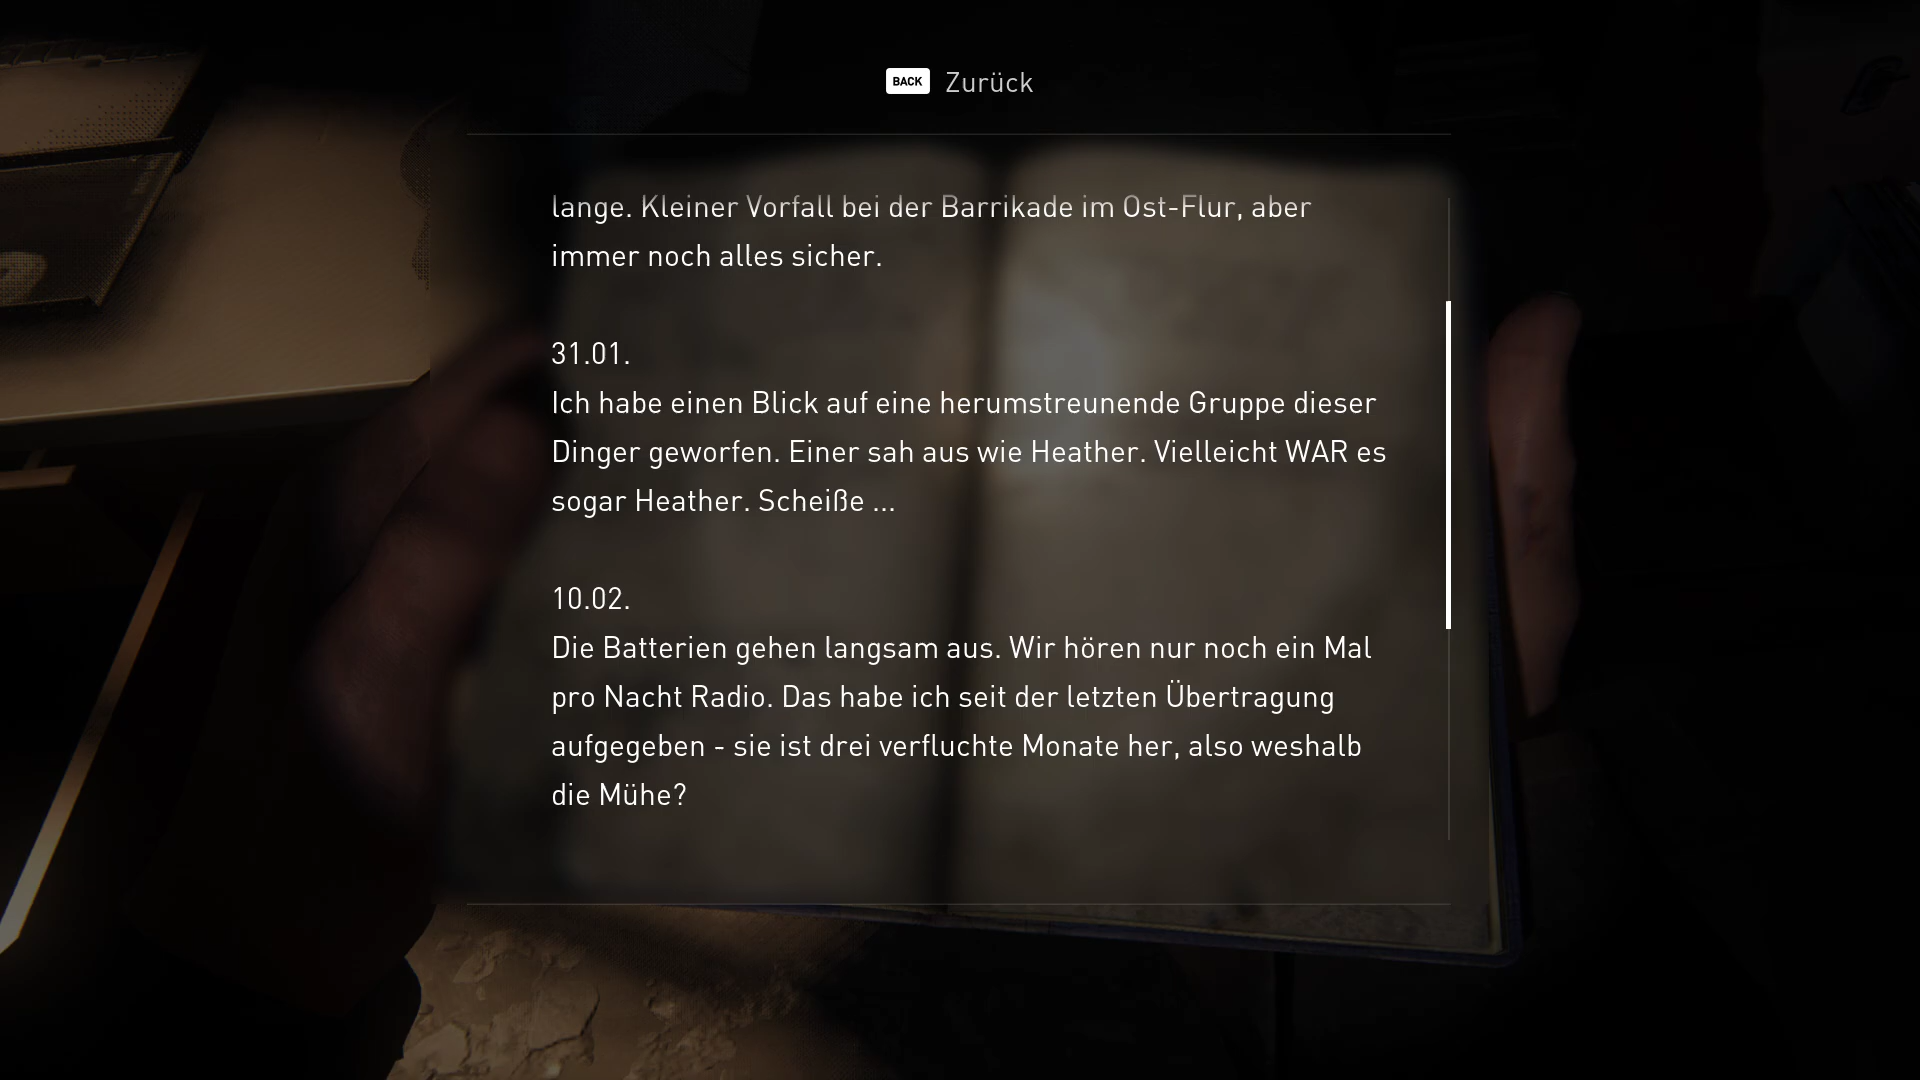 BACK Zurück
lange. Kleiner Vorfall bei der Barrikade im Ost-Flur, aber
immer noch alles sicher.
31.01.
Ich habe einen Blick auf eine herumstreunende Gruppe dieser
Dinger geworfen. Einer sah aus wie Heather. Vielleicht WAR es
sogar Heather. Scheiße ...
10.02.
Die Batterien gehen langsam aus. Wir hören nur noch ein Mal
pro Nacht Radio. Das habe ich seit der letzten Übertragung
aufgegeben - sie ist drei verfluchte Monate her, also weshalb
die Mühe?